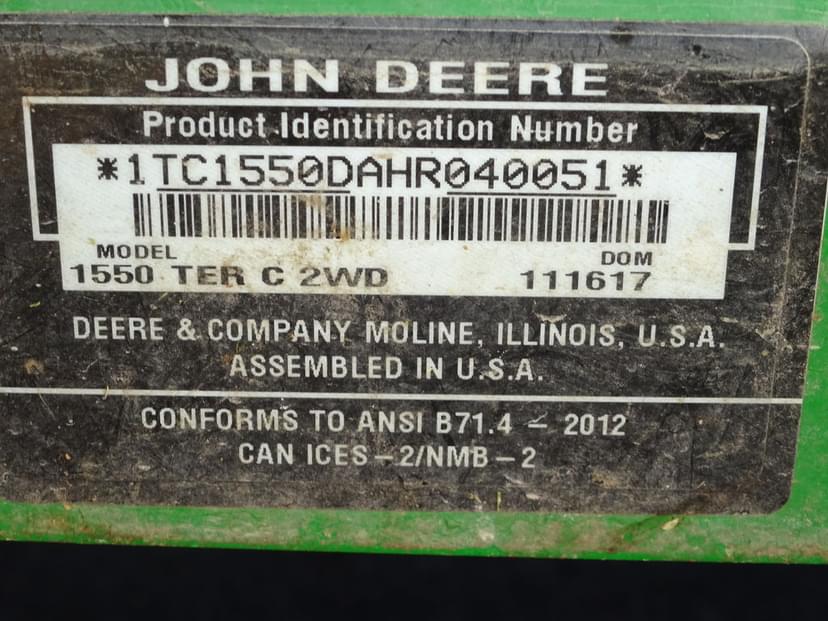 JOHN DEERE
Product Identification Number
*1TC1550DAHR040051*
MODEL DOM
1550 TER C 2WD 111617
DEERE & COMPANY MOLINE, ILLINOIS, U.S.A.
ASSEMBLED IN U.S.A.
CONFORMS TO ANSI B71.4 – 2012
CAN ICES–2/NMB–2